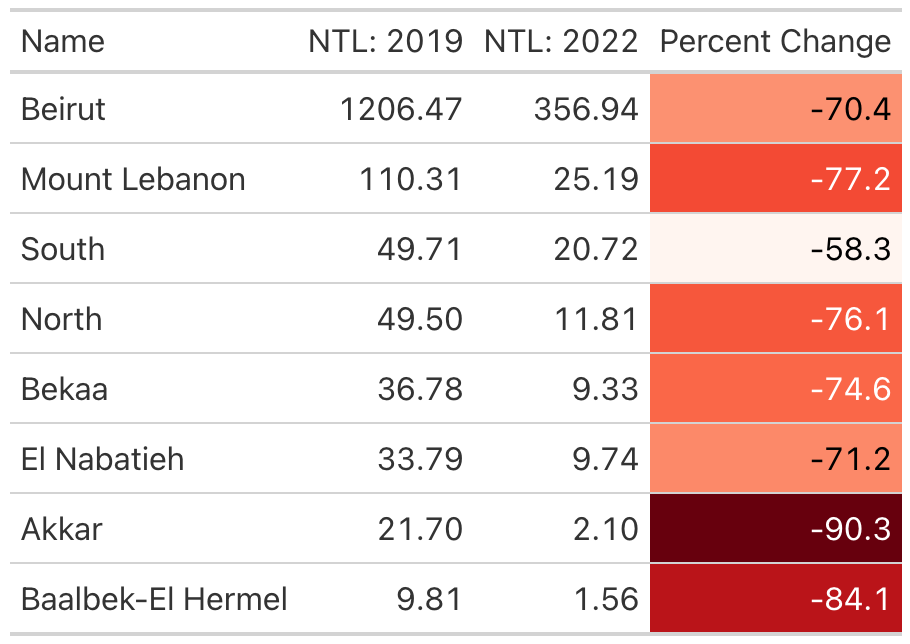 Name NTL: 2019 NTL: 2022 Percent Change
Beirut 1206.47 356.94 -70.4
Mount Lebanon 110.31 25.19 -77.2
South 49.71 20.72 -58.3
North 49.50 11.81 -76.1
Bekaa 36.78 9.33 -74.6
El Nabatieh 33.79 9.74 -71.2
Akkar 21.70 2.10 -90.3
Baalbek-El Hermel 9.81 1.56 -84.1